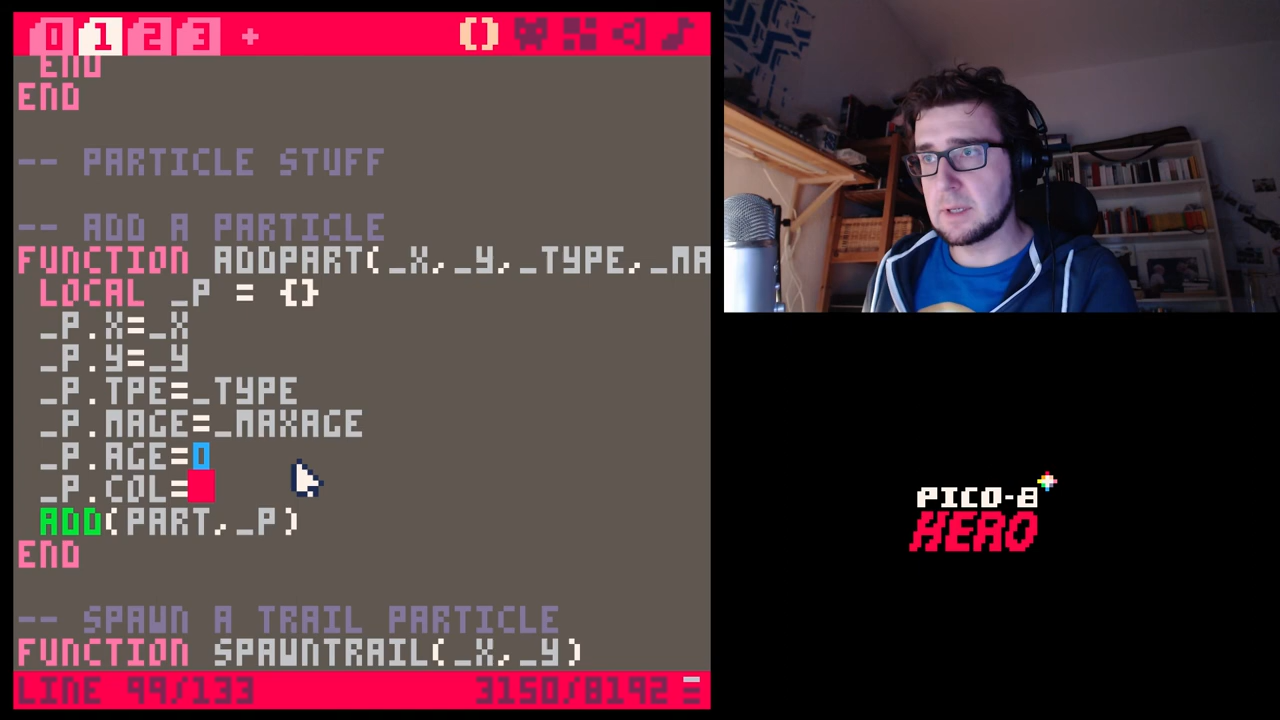 0 1 2 3 +
END
END
-- PARTICLE STUFF
-- ADD A PARTICLE
FUNCTION ADDPART(_X,_Y,_TYPE,_MA
LOCAL _P = {}
_P.X=_X
_P.Y=_Y
_P.TPE=_TYPE
_P.MAGE=_MAXAGE
_P.AGE=0
_P.COL=
ADD(PART,_P)
END
-- SPAWN A TRAIL PARTICLE
FUNCTION SPAWNTRAIL(_X,_Y)
LINE 99/133 3150/8192
PICO-8
HERO